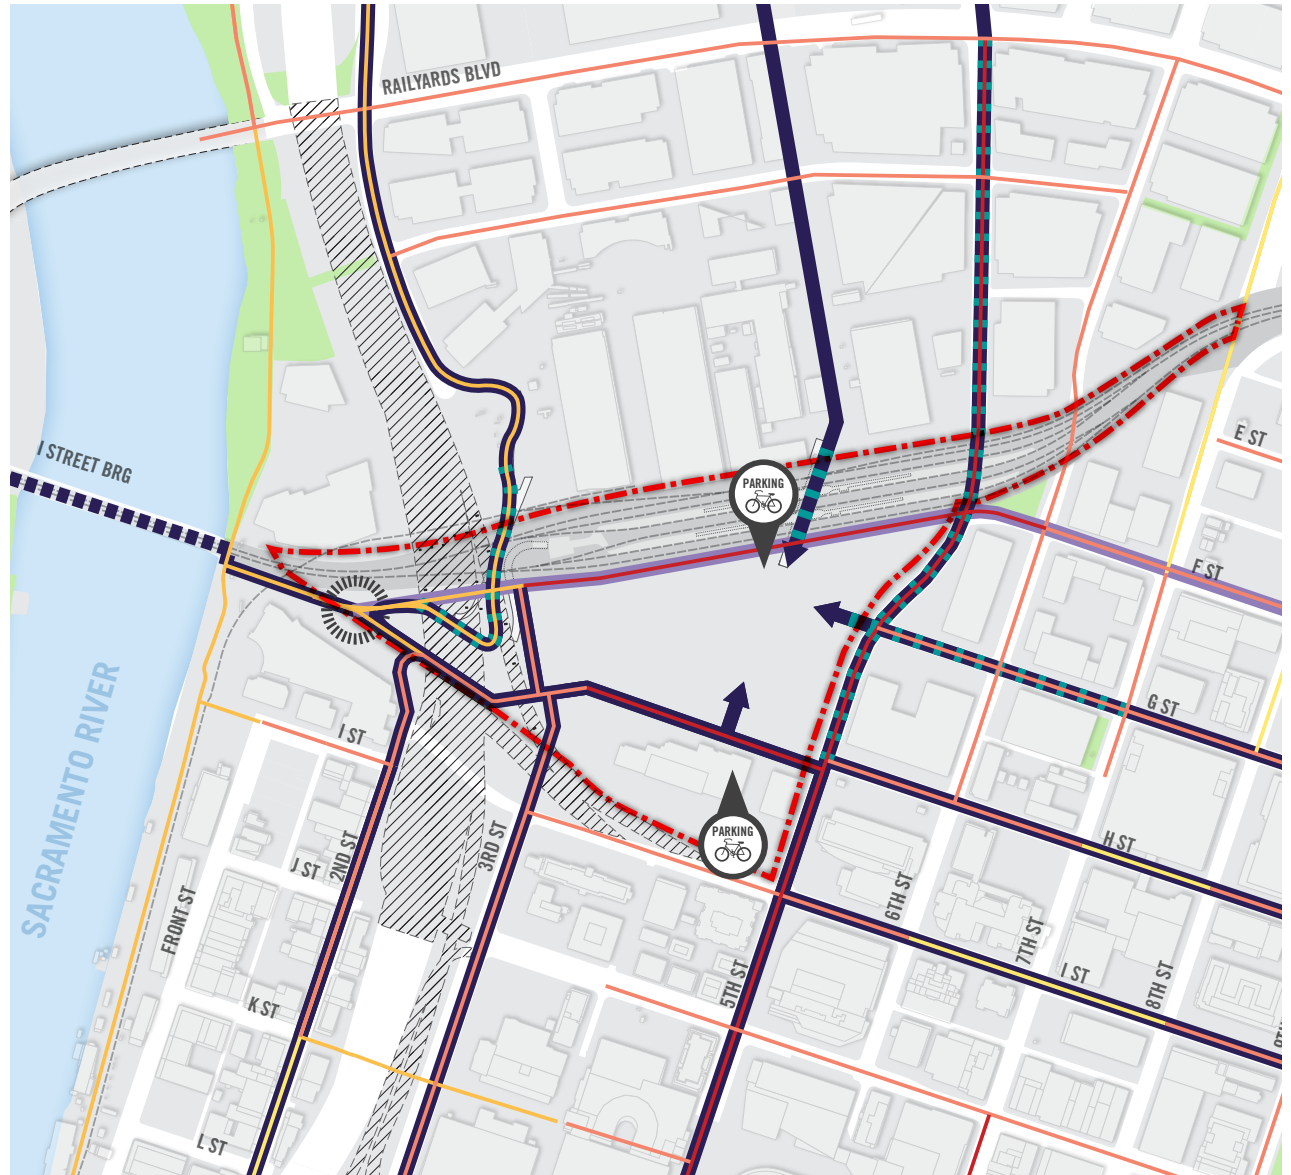 RAILYARDS BLVD
I STREET BRG
E ST
PARKING
F ST
G ST
SACRAMENTO RIVER
I ST
H ST
2ND ST
3RD ST
PARKING
J ST
6TH ST
FRONT ST
7TH ST
I ST
5TH ST
8TH ST
K ST
L ST